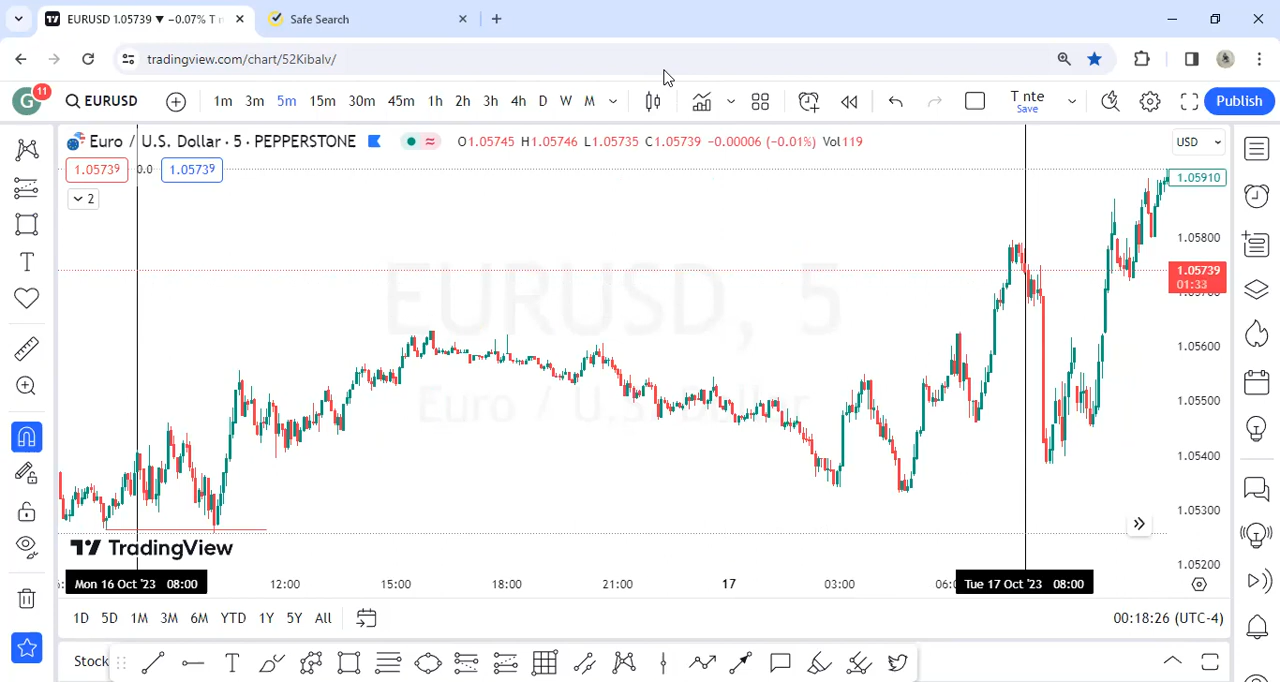 EURUSD 1.05739 ▼ −0.07% T n
Safe Search
tradingview.com/chart/52Kibalv/
G
11
EURUSD
1m 3m 5m 15m 30m 45m 1h 2h 3h 4h D W M
T nte
Save
Publish
Euro / U.S. Dollar · 5 · PEPPERSTONE
O1.05745 H1.05746 L1.05735 C1.05739 −0.00006 (−0.01%) Vol119
USD
1.05739 0.0 1.05739
2
EURUSD, 5
Euro / U.S. Dollar
1.05910
1.05800
1.05739
01:33
1.05600
1.05500
1.05400
1.05300
1.05200
TradingView
Mon 16 Oct '23 08:00
12:00 15:00 18:00 21:00 17 03:00
Tue 17 Oct '23 08:00
1D 5D 1M 3M 6M YTD 1Y 5Y All
00:18:26 (UTC-4)
Stock